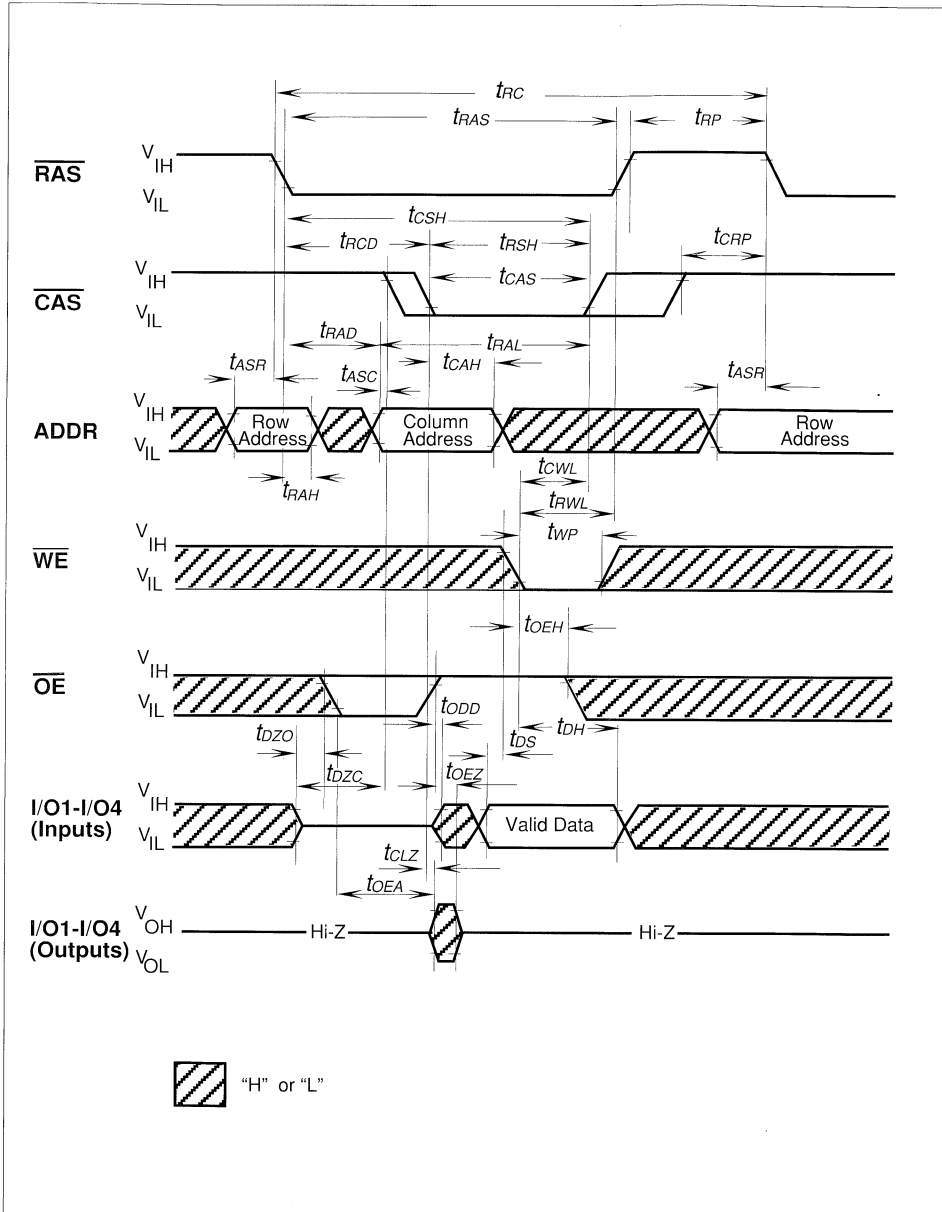 tRC
tRAS
tRP
RAS
VIH
VIL
tCSH
tRCD
tRSH
tCRP
CAS
VIH
VIL
tCAS
tRAD
tRAL
tASR
tASC
tCAH
tASR
ADDR
VIH
VIL
Row Address
Column Address
Row Address
tRAH
tCWL
tRWL
tWP
WE
VIH
VIL
tOEH
OE
VIH
VIL
tODD
tDZO
tDS
tDH
tDZC
tOEZ
I/O1-I/O4
(Inputs)
VIH
VIL
Valid Data
tCLZ
tOEA
I/O1-I/O4
(Outputs)
VOH
VOL
Hi-Z
Hi-Z
"H" or "L"